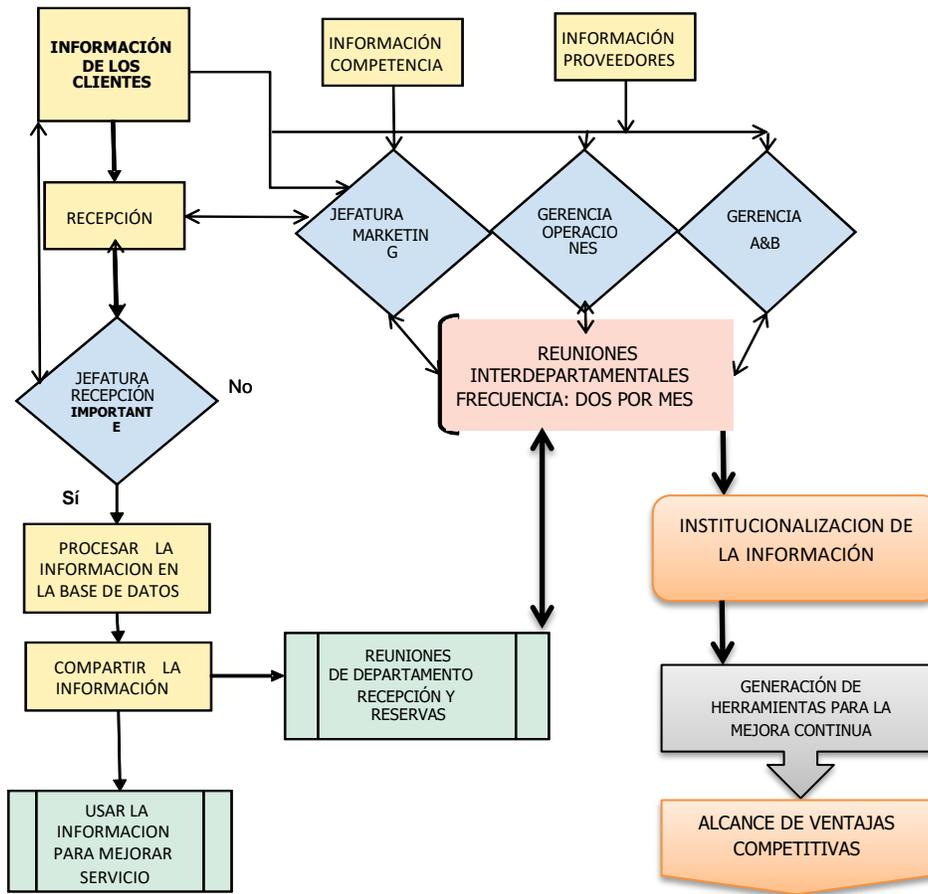 INFORMACIÓN
DE LOS
CLIENTES
INFORMACIÓN
COMPETENCIA
INFORMACIÓN
PROVEEDORES
RECEPCIÓN
JEFATURA
MARKETIN
G
GERENCIA
OPERACIO
NES
GERENCIA
A&B
REUNIONES
INTERDEPARTAMENTALES
FRECUENCIA: DOS POR MES
JEFATURA
RECEPCIÓN
IMPORTANT
E
No
Sí
PROCESAR LA
INFORMACION EN
LA BASE DE DATOS
INSTITUCIONALIZACION DE
LA INFORMACIÓN
COMPARTIR LA
INFORMACIÓN
REUNIONES
DE DEPARTAMENTO
RECEPCIÓN Y
RESERVAS
GENERACIÓN DE
HERRAMIENTAS PARA LA
MEJORA CONTINUA
USAR LA
INFORMACION
PARA MEJORAR
SERVICIO
ALCANCE DE VENTAJAS
COMPETITIVAS